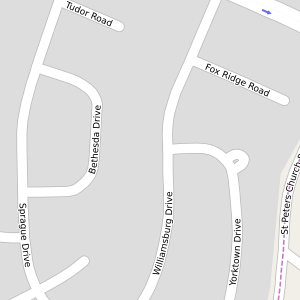 Tudor Road
Fox Ridge Road
Bethesda Drive
St Peters Church
Sprague Drive
Williamsburg Drive
Yorktown Drive